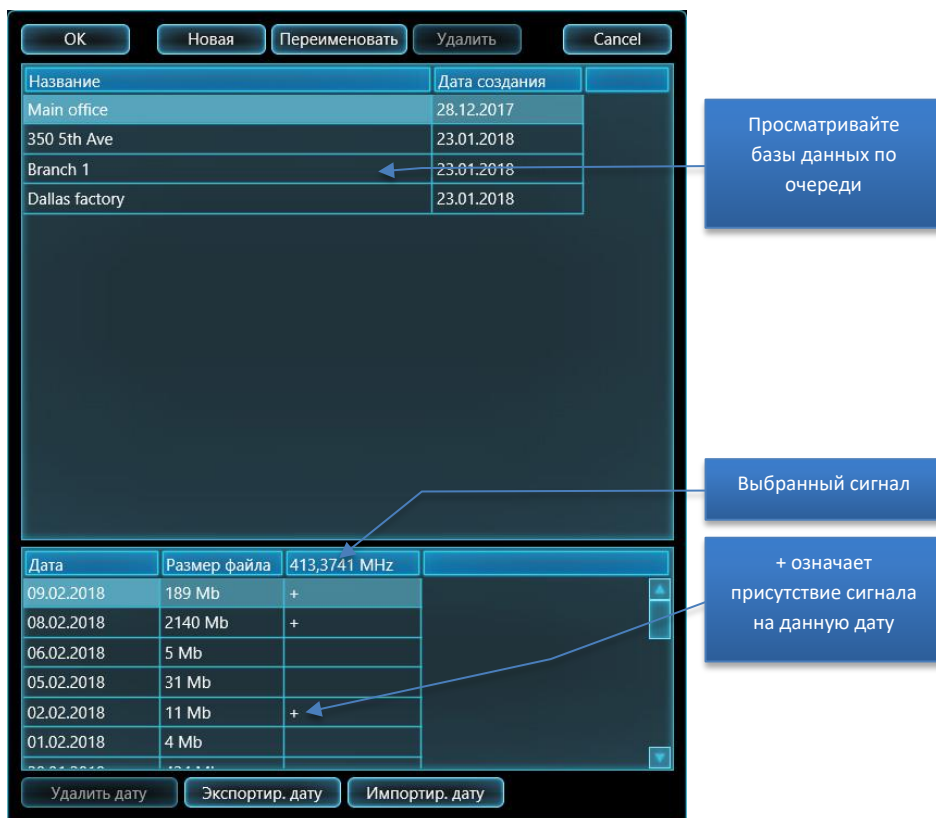 OK Новая Переименовать Удалить Cancel
Название Дата создания
Main office 28.12.2017
350 5th Ave 23.01.2018
Branch 1 23.01.2018
Dallas factory 23.01.2018
Просматривайте
базы данных по
очереди
Выбранный сигнал
Дата Размер файла 413,3741 MHz
09.02.2018 189 Mb +
08.02.2018 2140 Mb +
06.02.2018 5 Mb
05.02.2018 31 Mb
02.02.2018 11 Mb +
01.02.2018 4 Mb
+ означает
присутствие сигнала
на данную дату
Удалить дату Экспортир. дату Импортир. дату